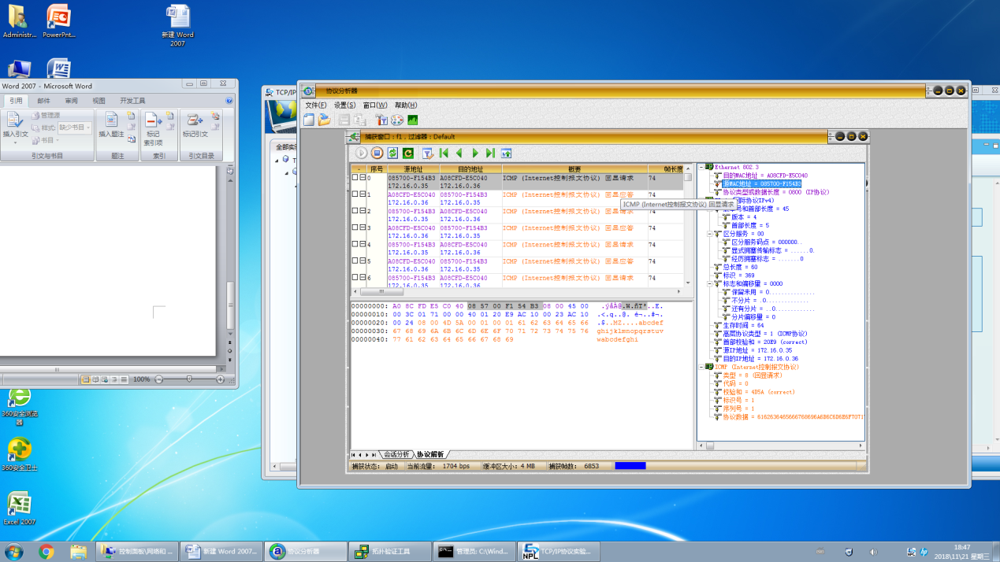 Administr...
PowerPnt...
新建 Word
2007
Word 2007 - Microsoft Word
引用 邮件 审阅 视图 开发工具
插入引文
管理源
样式: 缺少书目
书目
引文与书目
插入题注
题注
标记
索引项
索引
标记引文
引文目录
100%
360安全浏览
器
360安全卫士
Excel 2007
TCP/IP
全部实
协议分析器
文件(F) 设置(S) 窗口(W) 帮助(H)
捕获窗口：f1，过滤器：Default
- 序号 源地址 目的地址 概要 帧长度
0 085700-F154B3 A08CFD-E5C040 ICMP (Internet控制报文协议) 回显请求 74
172.16.0.35 172.16.0.36
1 A08CFD-E5C040 085700-F154B3 ICMP (Internet控制报文协议) 回显应答 74
172.16.0.36 172.16.0.35
2 085700-F154B3 A08CFD-E5C040 ICMP (Internet控制报文协议) 回显请求 74
172.16.0.35 172.16.0.36
3 A08CFD-E5C040 085700-F154B3 ICMP (Internet控制报文协议) 回显应答 74
172.16.0.36 172.16.0.35
4 085700-F154B3 A08CFD-E5C040 ICMP (Internet控制报文协议) 回显请求 74
172.16.0.35 172.16.0.36
5 A08CFD-E5C040 085700-F154B3 ICMP (Internet控制报文协议) 回显应答 74
172.16.0.36 172.16.0.35
6 085700-F154B3 A08CFD-E5C040 ICMP (Internet控制报文协议) 回显请求 74
172.16.0.35 172.16.0.36
ICMP (Internet控制报文协议) 回显请求
00000000: A0 8C FD E5 C0 40 08 57 00 F1 54 B3 08 00 45 00 .ý&Å@.W.ñT³..E.
00000010: 00 3C 01 71 00 00 40 01 20 E9 AC 10 00 23 AC 10 .<.q..@. é¬..#¬.
00000020: 00 24 08 00 4D 5A 00 01 00 01 61 62 63 64 65 66 .$..MZ....abcdef
00000030: 67 68 69 6A 6B 6C 6D 6E 6F 70 71 72 73 74 75 76 ghijklmnopqrstuv
00000040: 77 61 62 63 64 65 66 67 68 69 wabcdefghi
Ethernet 802.3
目的MAC地址 = A08CFD-E5C040
源MAC地址 = 085700-F154B3
协议类型或数据长度 = 0800 (IP协议)
际协议IPv4)
号和首部长度 = 45
版本 = 4
首部长度 = 5
区分服务 = 00
区分服务码点 = 000000..
显式拥塞传输标志 = ......0.
经历拥塞标志 = .......0
总长度 = 60
标识 = 369
标志和偏移量 = 0000
保留未用 = 0..............
不分片 = .0.............
还有分片 = ..0............
分片偏移量 = 0
生存时间 = 64
高层协议类型 = 1 (ICMP协议)
首部校验和 = 20E9 (correct)
源IP地址 = 172.16.0.35
目的IP地址 = 172.16.0.36
ICMP (Internet控制报文协议)
类型 = 8 (回显请求)
代码 = 0
校验和 = 4D5A (correct)
标识号 = 1
序列号 = 1
协议数据 = 6162636465666768696A6B6C6D6E6F7071
会话分析 协议解析
捕获状态： 启动 当前流量： 1704 bps 缓冲区大小：4 MB 捕获帧数： 6853
控制面板\网络和 ...
新建 Word 2007...
协议分析器
拓扑验证工具
管理员: C:\Wind...
NPL
TCP/IP协议实验...
NPL
18:47
2018\11\21 星期三